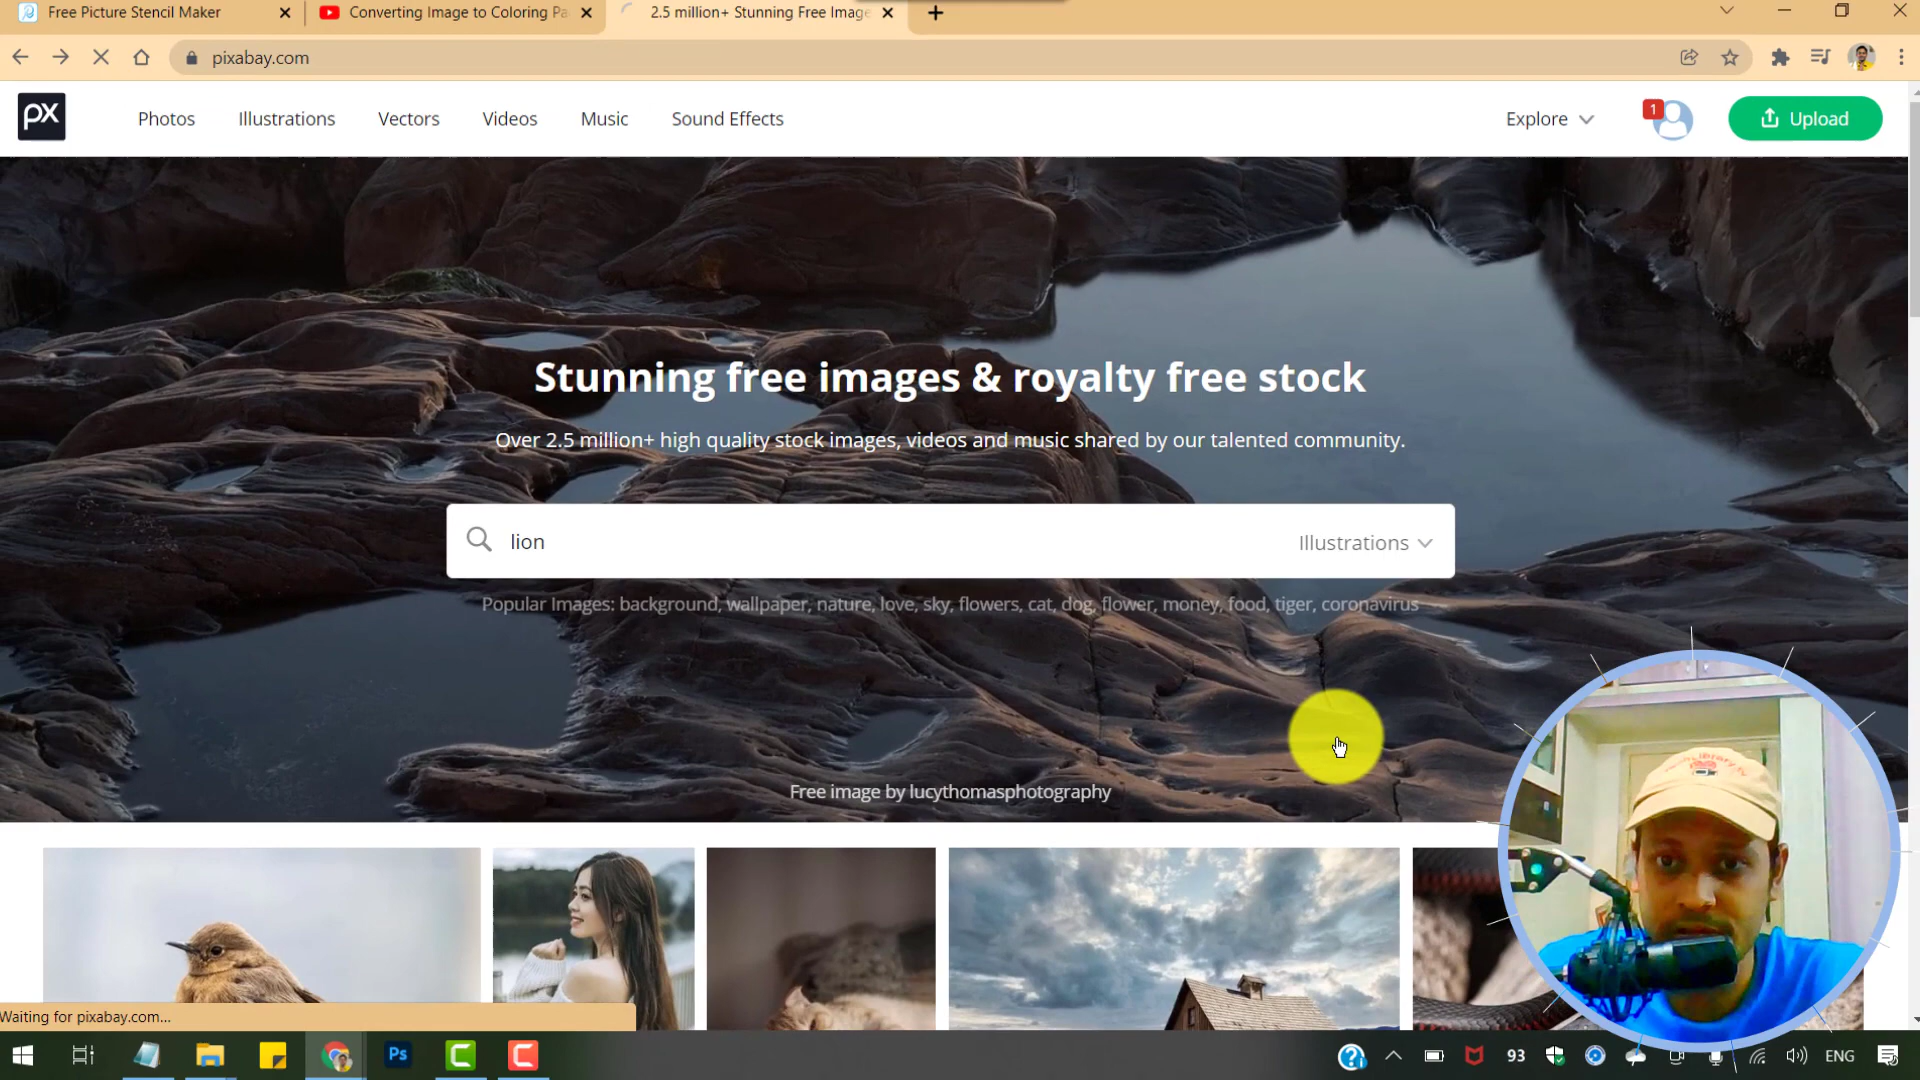 Free Picture Stencil Maker
Converting Image to Coloring Pa
2.5 million+ Stunning Free Image
pixabay.com
px
Photos
Illustrations
Vectors
Videos
Music
Sound Effects
Explore
1
Upload
Stunning free images & royalty free stock
Over 2.5 million+ high quality stock images, videos and music shared by our talented community.
lion
Illustrations
Popular Images: background, wallpaper, nature, love, sky, flowers, cat, dog, flower, money, food, tiger, coronavirus
Free image by lucythomasphotography
Waiting for pixabay.com...
Ps
93
ENG